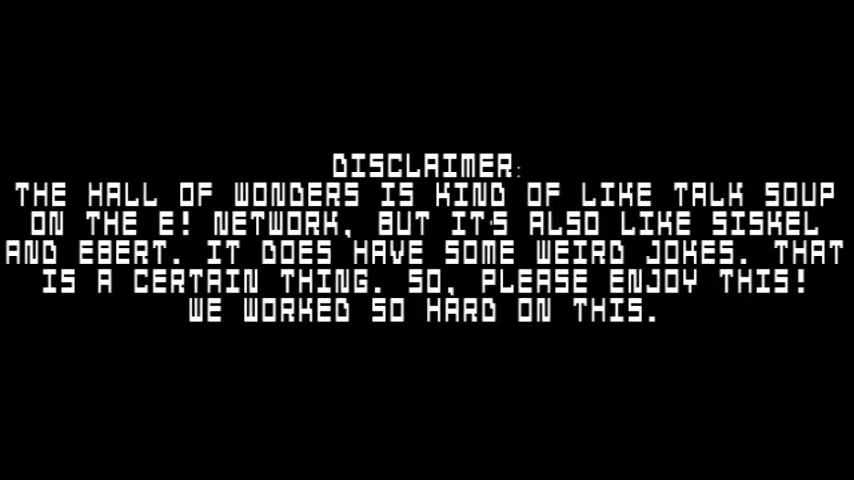 DISCLAIMER:
THE HALL OF WONDERS IS KIND OF LIKE TALK SOUP
ON THE E! NETWORK, BUT IT'S ALSO LIKE SISKEL
AND EBERT. IT DOES HAVE SOME WEIRD JOKES. THAT
IS A CERTAIN THING. SO, PLEASE ENJOY THIS!
WE WORKED SO HARD ON THIS.